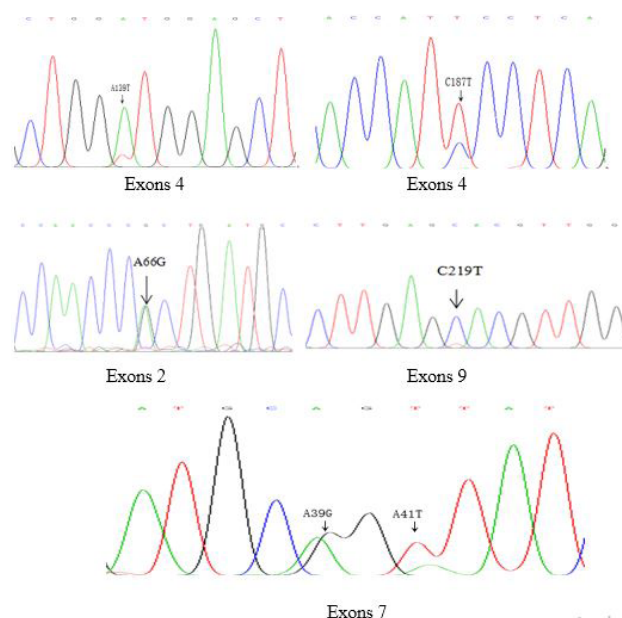 C T G G A T G G A G C T
A C C A T T C C T C A
A139T
C187T
Exons 4
Exons 4
C T T G A G C A C G T T G G
A66G
C219T
Exons 2
Exons 9
A T G C A G T T A T
A39G
A41T
Exons 7